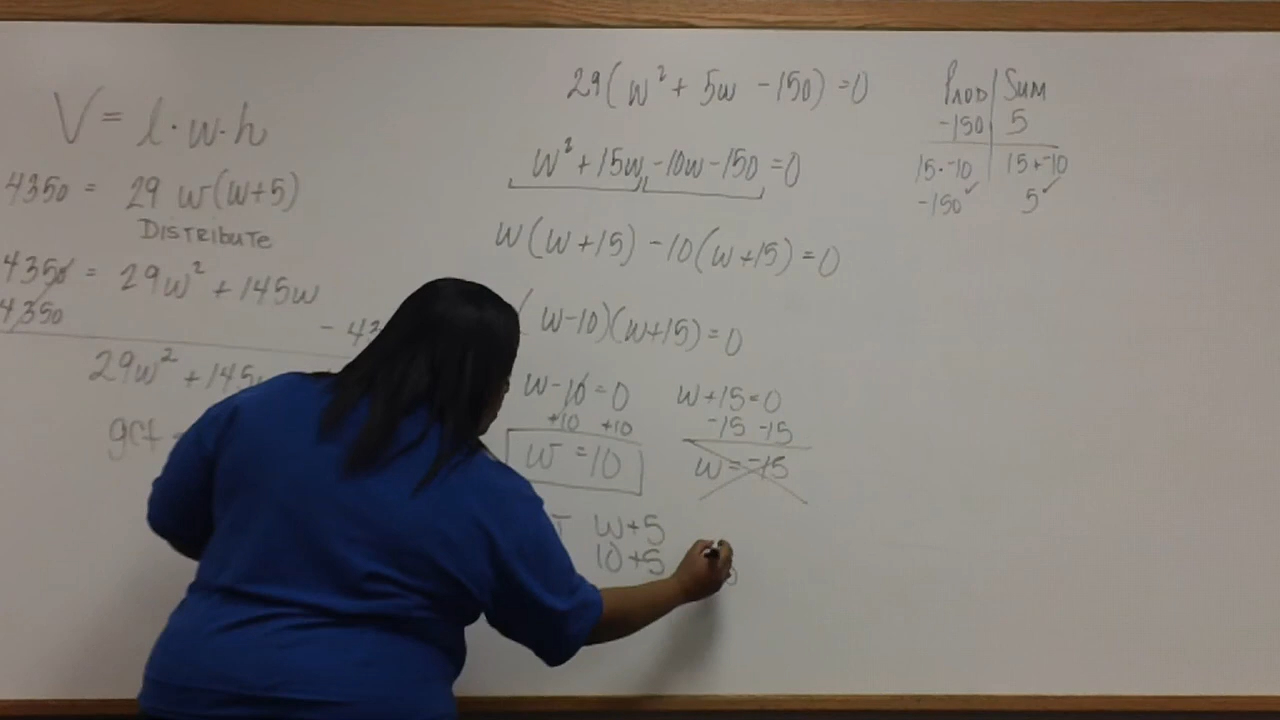 V = l · w · h
4350 = 29 w(w+5)
DISTRIBUTE
4350 = 29w² + 145w
4350
29w² + 145w
gcf
29(w² + 5w - 150) = 0
w² + 15w - 10w - 150 = 0
w(w+15) - 10(w+15) = 0
(w-10)(w+15) = 0
w-10=0
+10 +10
w = 10
w+15=0
-15 -15
w = -15
w+5
10+5
PROD SUM
-150 5
15·-10 15+-10
-150 ✓ 5 ✓